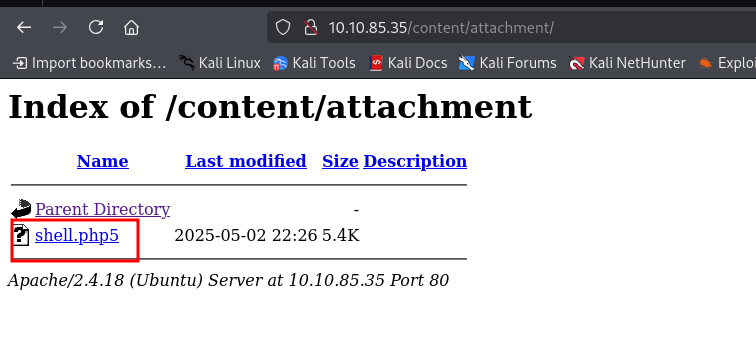 10.10.85.35/content/attachment/
Import bookmarks... Kali Linux Kali Tools Kali Docs Kali Forums Kali NetHunter Exploi
Index of /content/attachment
Name Last modified Size Description
Parent Directory -
shell.php5 2025-05-02 22:26 5.4K
Apache/2.4.18 (Ubuntu) Server at 10.10.85.35 Port 80